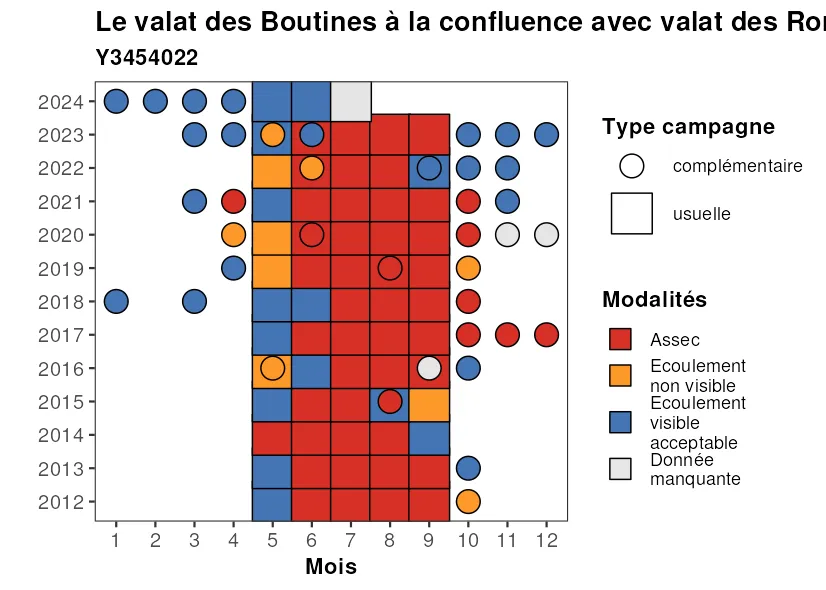 Le valat des Boutines à la confluence avec valat des
Y3454022
2024
2023
2022
2021
2020
2019
2018
2017
2016
2015
2014
2013
2012
1 2 3 4 5 6 7 8 9 10 11 12
Mois
Type campagne
complémentaire
usuelle
Modalités
Assec
Ecoulement
non visible
Ecoulement
visible
acceptable
Donnée
manquante